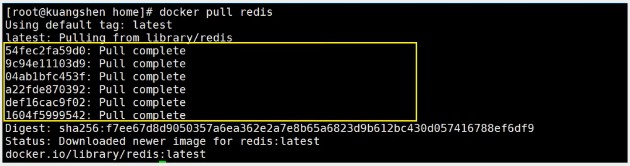 [root@kuangshen home]# docker pull redis
Using default tag: latest
latest: Pulling from library/redis
54fec2fa59d0: Pull complete
9c94e11103d9: Pull complete
04ab1bfc453f: Pull complete
a22fde870392: Pull complete
def16cac9f02: Pull complete
1604f5999542: Pull complete
Digest: sha256:f7ee67d8d9050357a6ea362e2a7e8b65a6823d9b612bc430d057416788ef6df9
Status: Downloaded newer image for redis:latest
docker.io/library/redis:latest